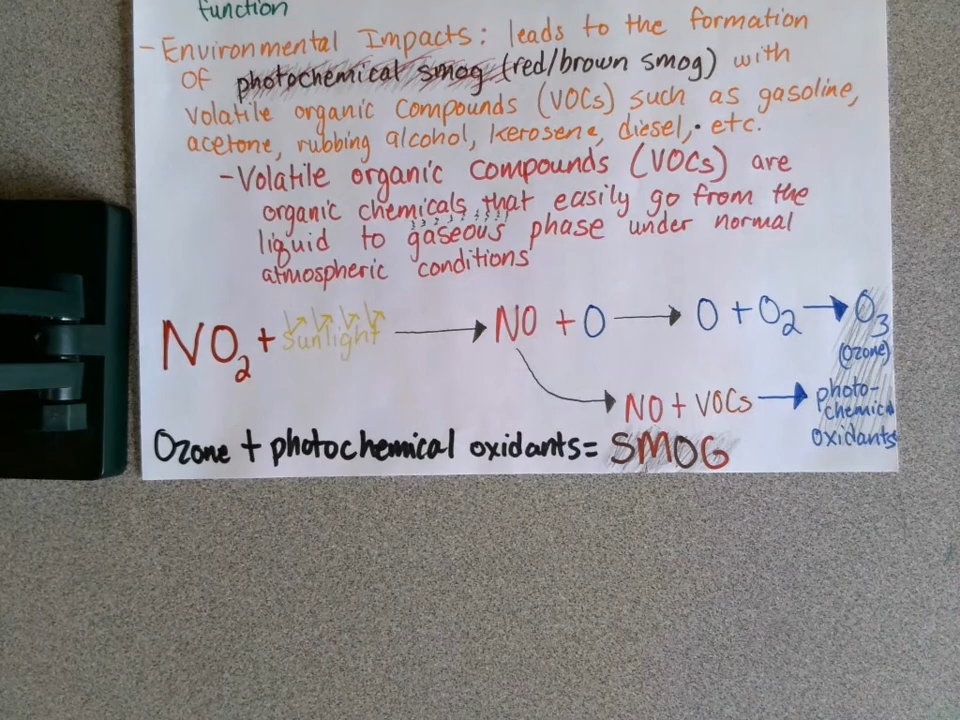 function
- Environmental Impacts: leads to the formation
of photochemical smog (red/brown smog) with
volatile organic compounds (VOCs) such as gasoline,
acetone, rubbing alcohol, kerosene, diesel, etc.
- Volatile organic compounds (VOCs) are
organic chemicals that easily go from the
liquid to gaseous phase under normal
atmospheric conditions
NO₂ + sunlight → NO + O → O + O₂ → O₃
(Ozone)
NO + VOCs → photo-
chemical
oxidants
Ozone + photochemical oxidants = SMOG